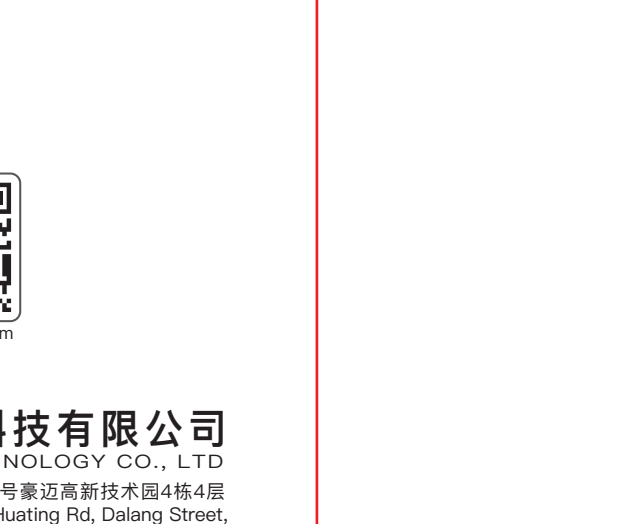 m
技有限公司
NOLOGY CO., LTD
号豪迈高新技术园4栋4层
Huating Rd, Dalang Street,